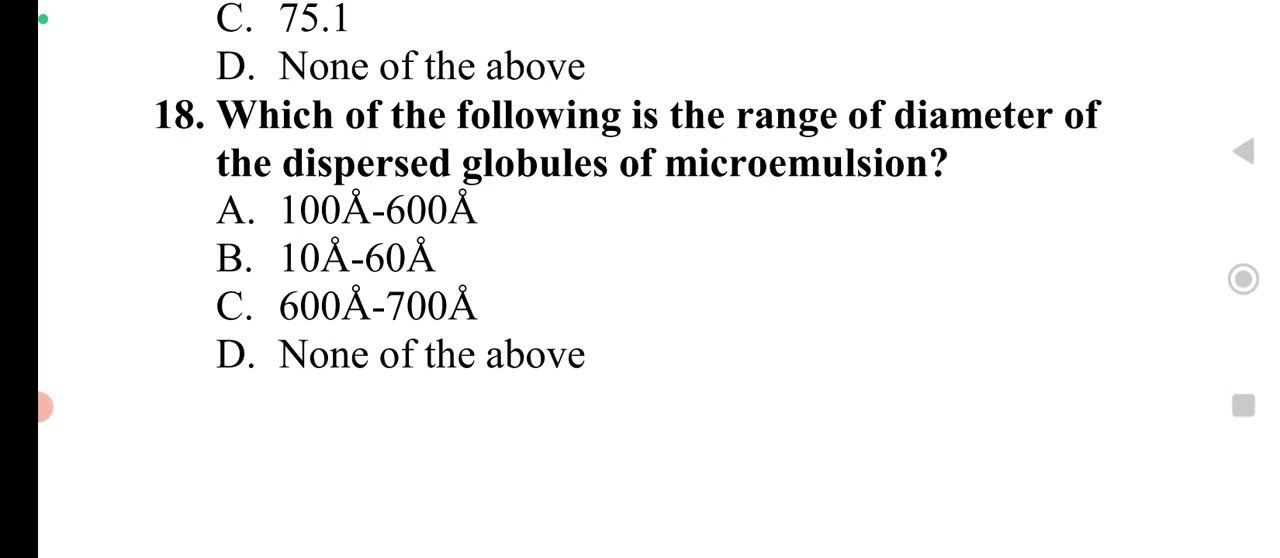 C. 75.1
D. None of the above
18. Which of the following is the range of diameter of
the dispersed globules of microemulsion?
A. 100Å-600Å
B. 10Å-60Å
C. 600Å-700Å
D. None of the above